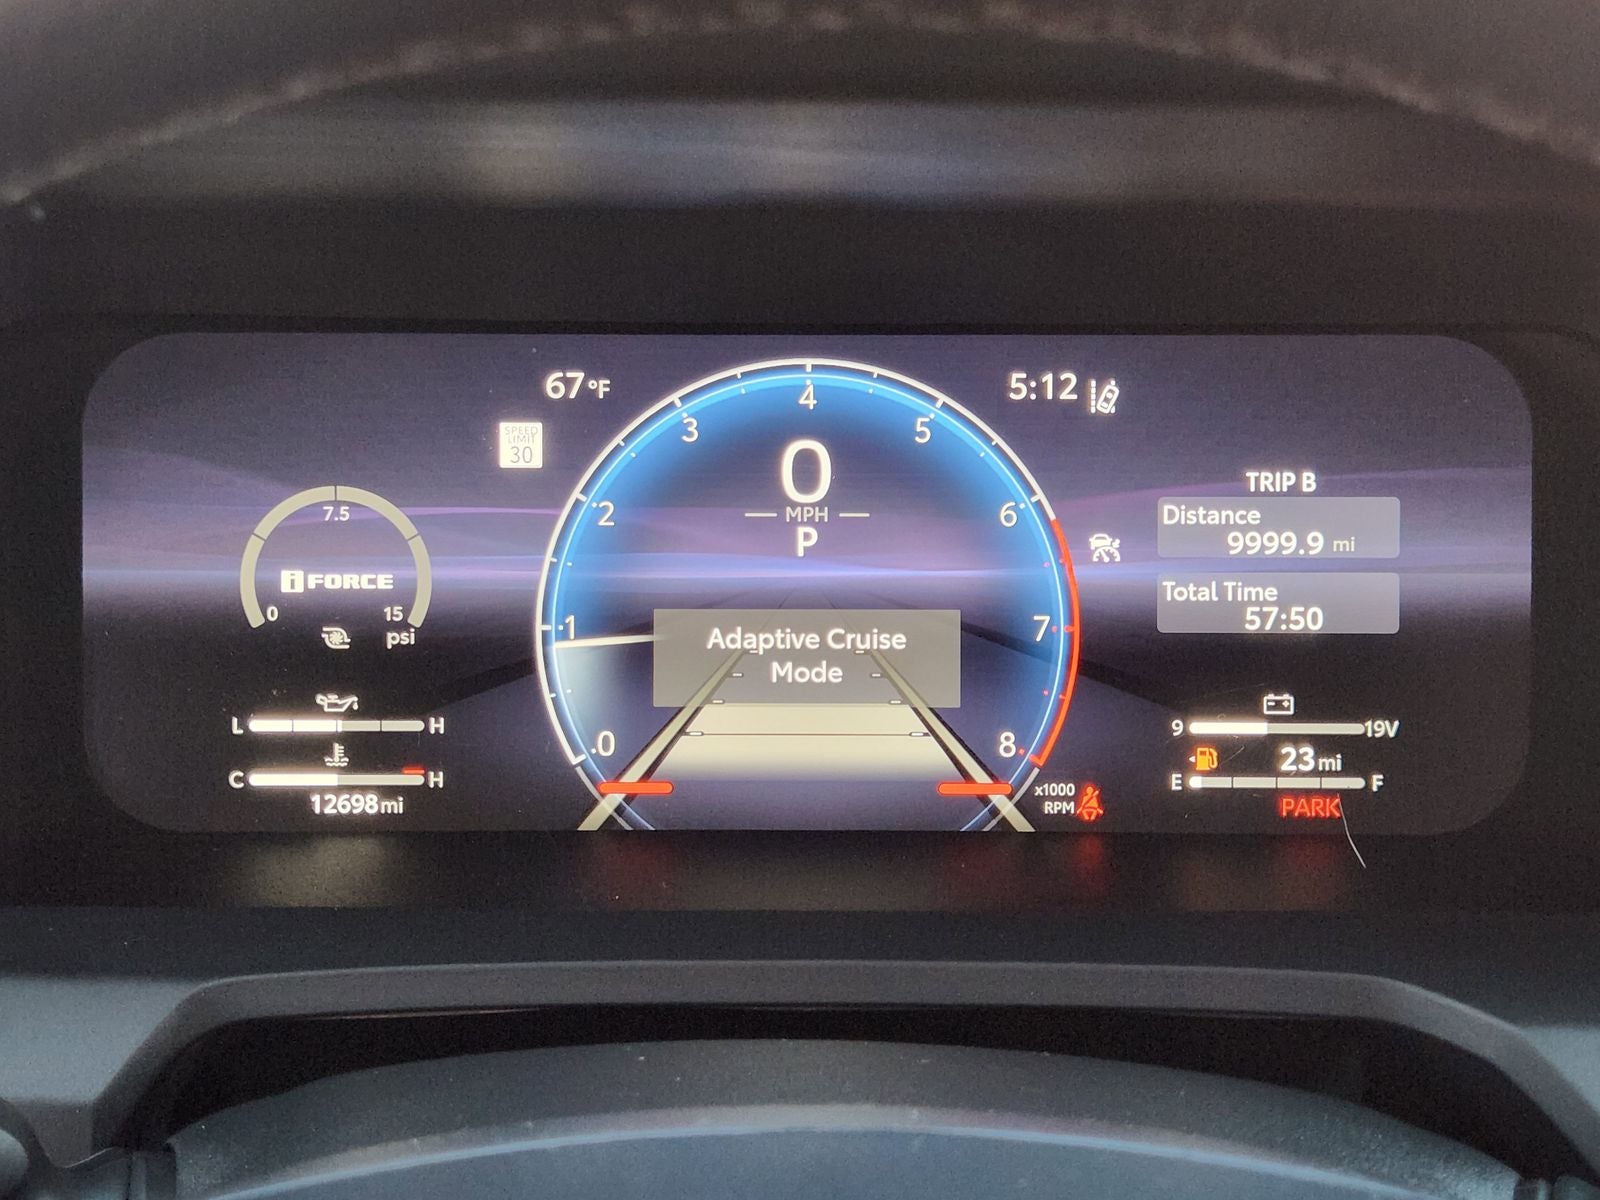 67°F
5:12
SPEED
LIMIT
30
4
3
5
2
6
1
7
0
8
0
MPH
P
Adaptive Cruise
Mode
x1000
RPM
7.5
i FORCE
0
15
psi
L
H
C
H
12698 mi
TRIP B
Distance
9999.9 mi
Total Time
57:50
9
19V
23 mi
E
F
PARK